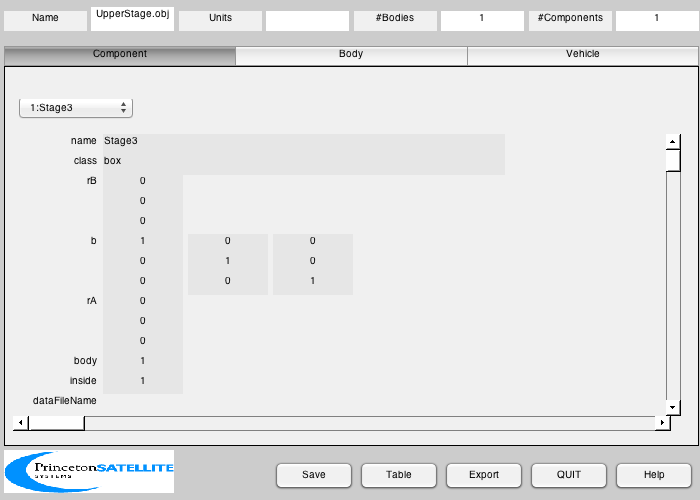 Name UpperStage.obj Units #Bodies 1 #Components 1
Component Body Vehicle
1:Stage3
name Stage3
class box
rB 0
0
0
b 1 0 0
0 1 0
0 0 1
rA 0
0
0
body 1
inside 1
dataFileName
PrincetonSATELLITE
SYSTEMS
Save Table Export QUIT Help